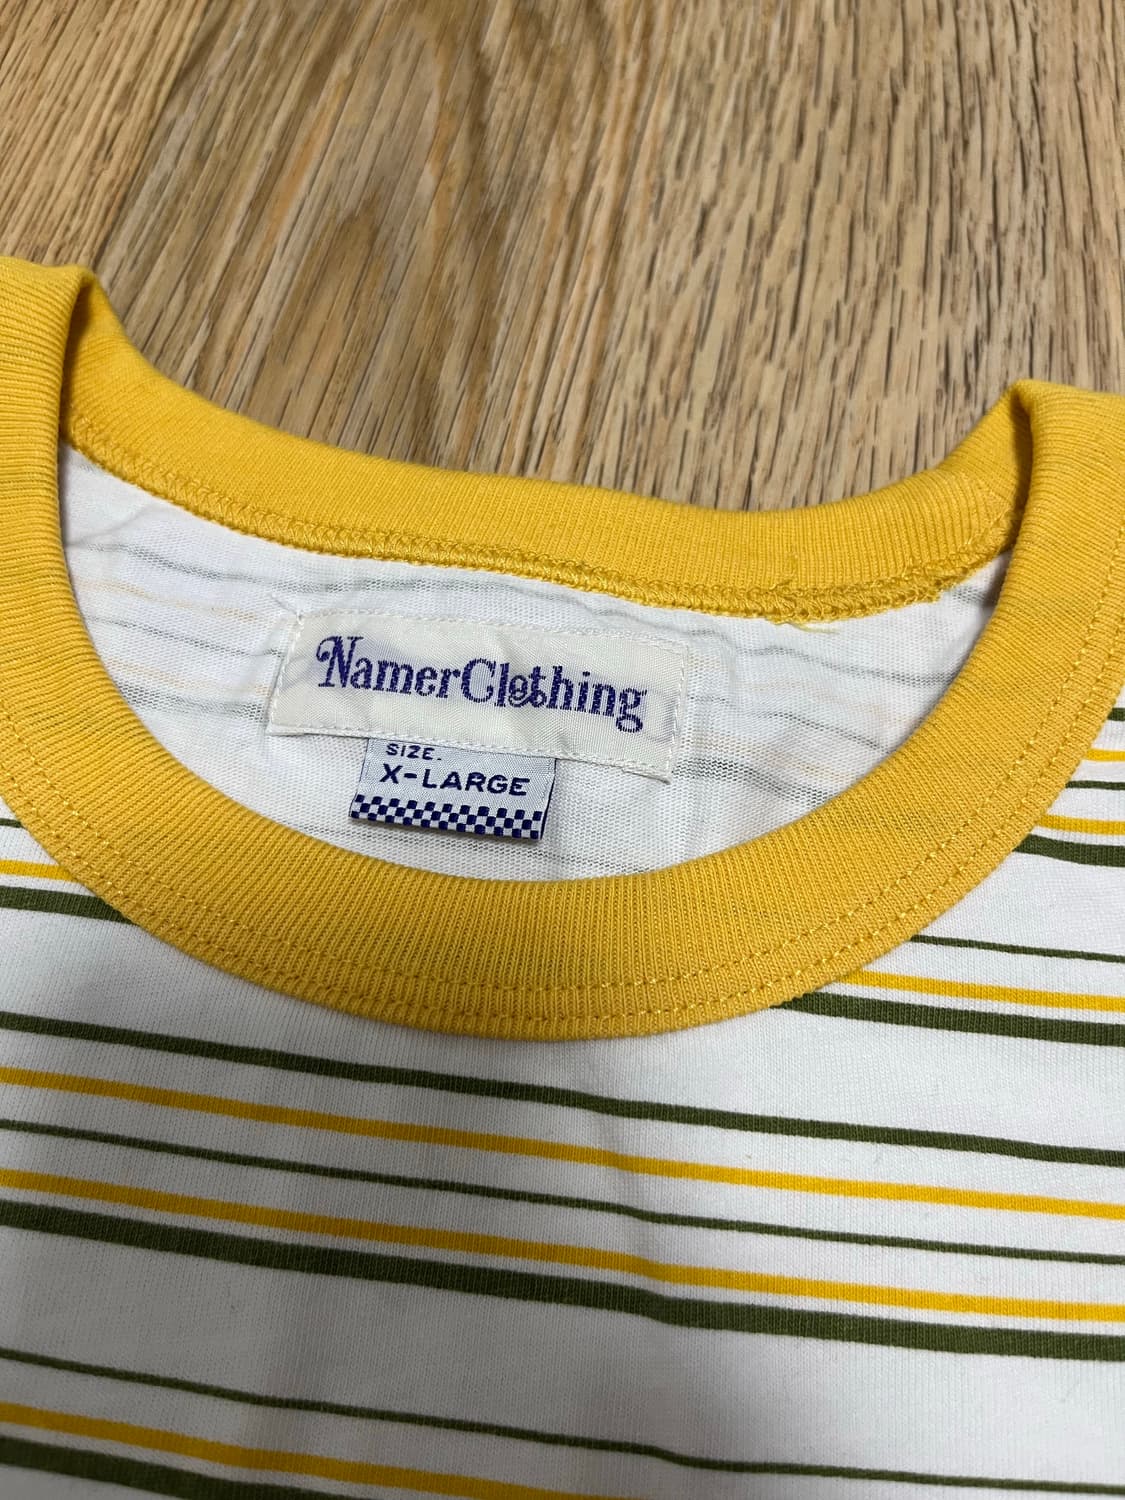 NamerClothing
SIZE.
X-LARGE